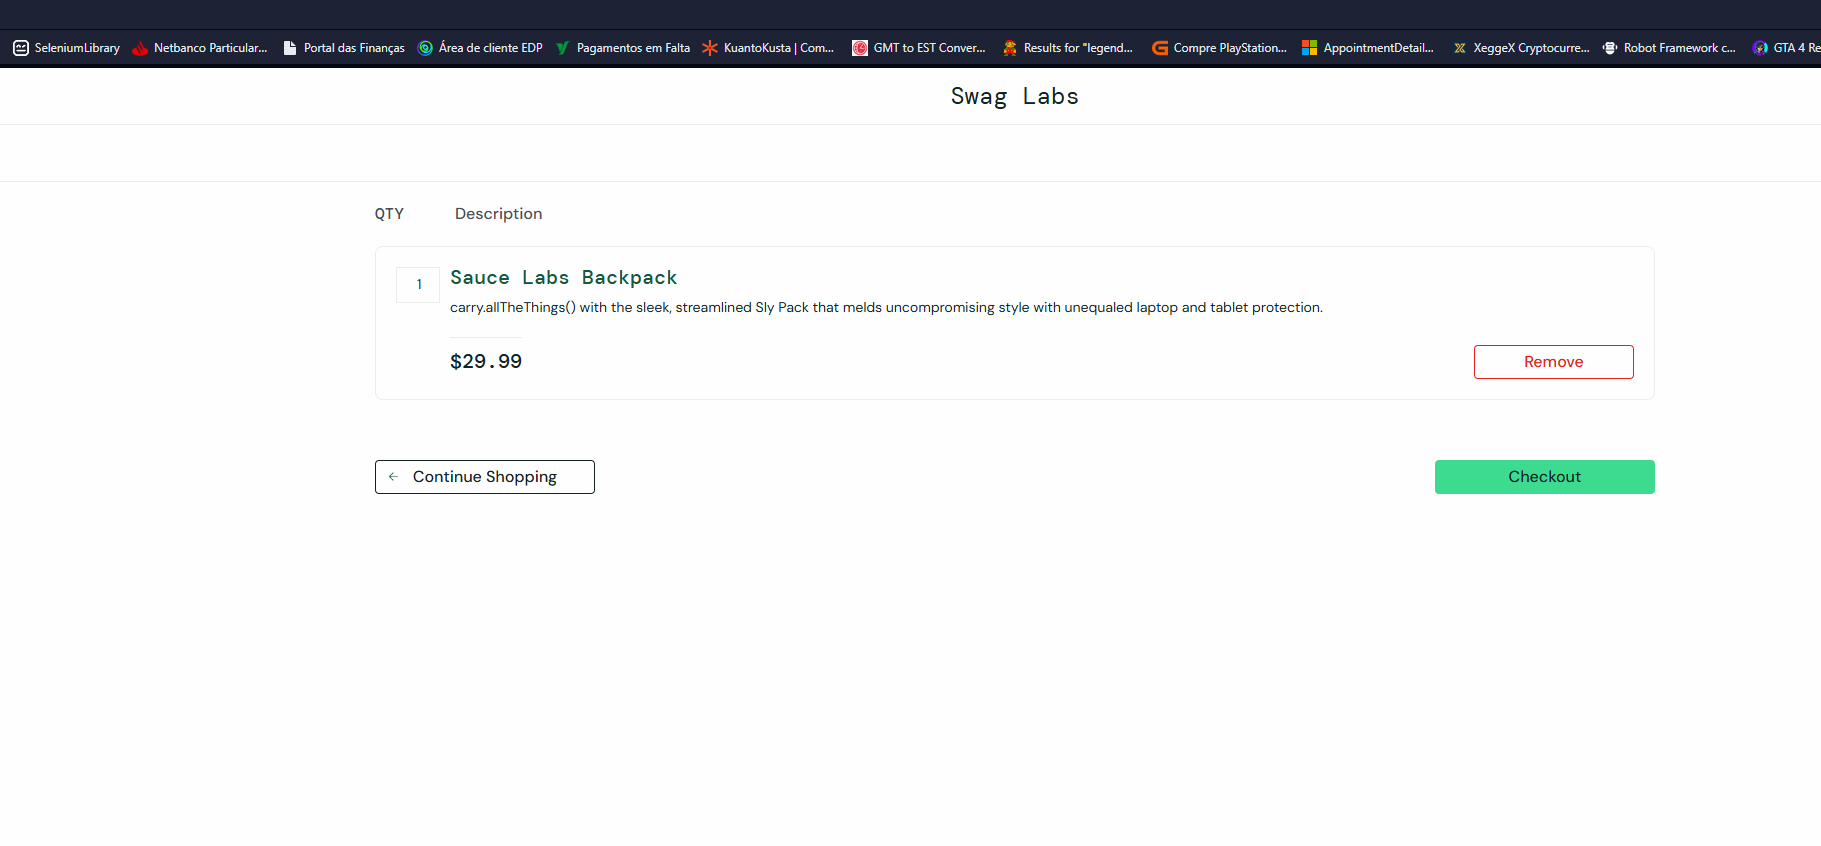 SeleniumLibrary Netbanco Particular... Portal das Finanças Área de cliente EDP Pagamentos em Falta KuantoKusta | Com... GMT to EST Conver... Results for "legend... Compre PlayStation... AppointmentDetail... XeggeX Cryptocurre... Robot Framework c... GTA 4 Re
Swag Labs
QTY Description
1 Sauce Labs Backpack
carry.allTheThings() with the sleek, streamlined Sly Pack that melds uncompromising style with unequaled laptop and tablet protection.
$29.99 Remove
Continue Shopping Checkout